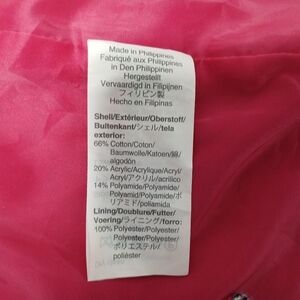 Made in Philippines
Fabriqué aux Philippines
in Den Philippinen
Hergestellt
Vervaardigd in Filipijnen
フィリピン製
Hecho en Filipinas
Shell/Extérieur/Oberstoff/
Buitenkant/シェル/tela
exterior:
66% Cotton/Coton/
Baumwolle/Katoen/綿/
algodón
20% Acrylic/Acrylique/Acryl/
Acryl/アクリル/acrílico
14% Polyamide/Polyamide/
Polyamid/Polyamide/ポ
リアミド/poliamida
Lining/Doublure/Futter/
Voering/ライニング/forro:
100% Polyester/Polyester/
Polyester/Polyester/
ポリエステル/
poliéster